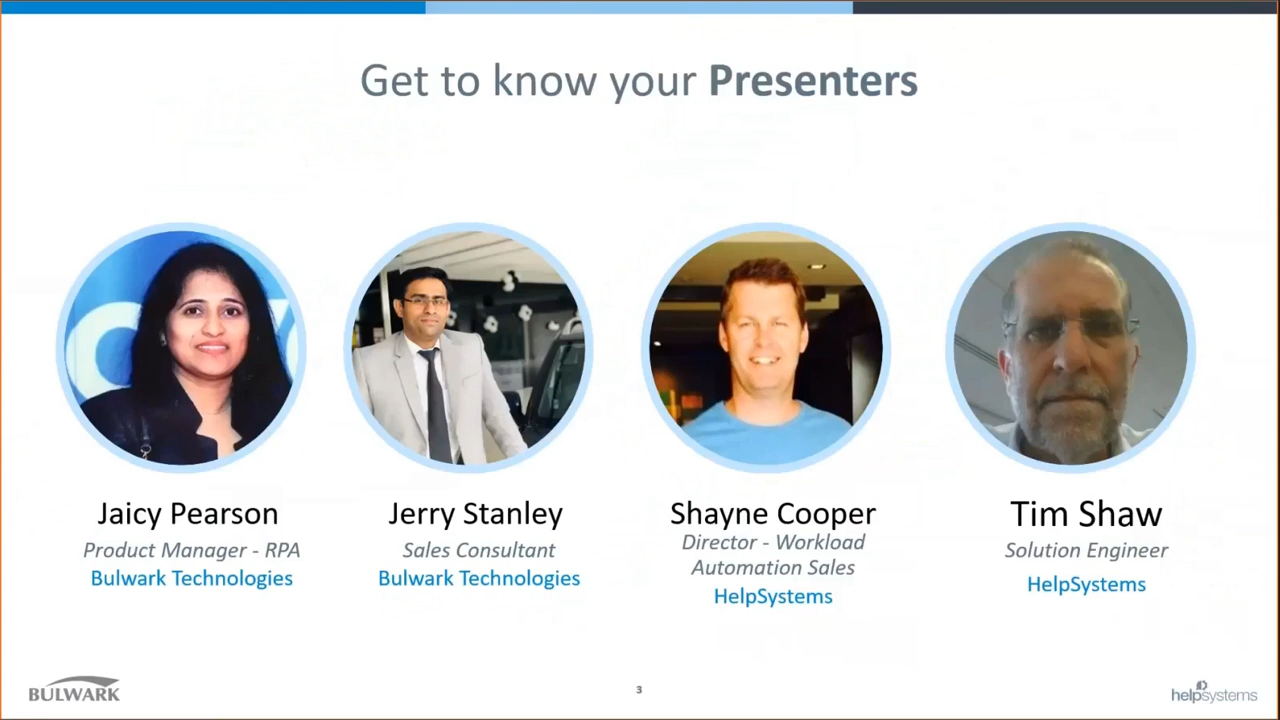 Get to know your Presenters
Jaicy Pearson
Product Manager - RPA
Bulwark Technologies
Jerry Stanley
Sales Consultant
Bulwark Technologies
Shayne Cooper
Director - Workload
Automation Sales
HelpSystems
Tim Shaw
Solution Engineer
HelpSystems
BULWARK
3
helpsystems